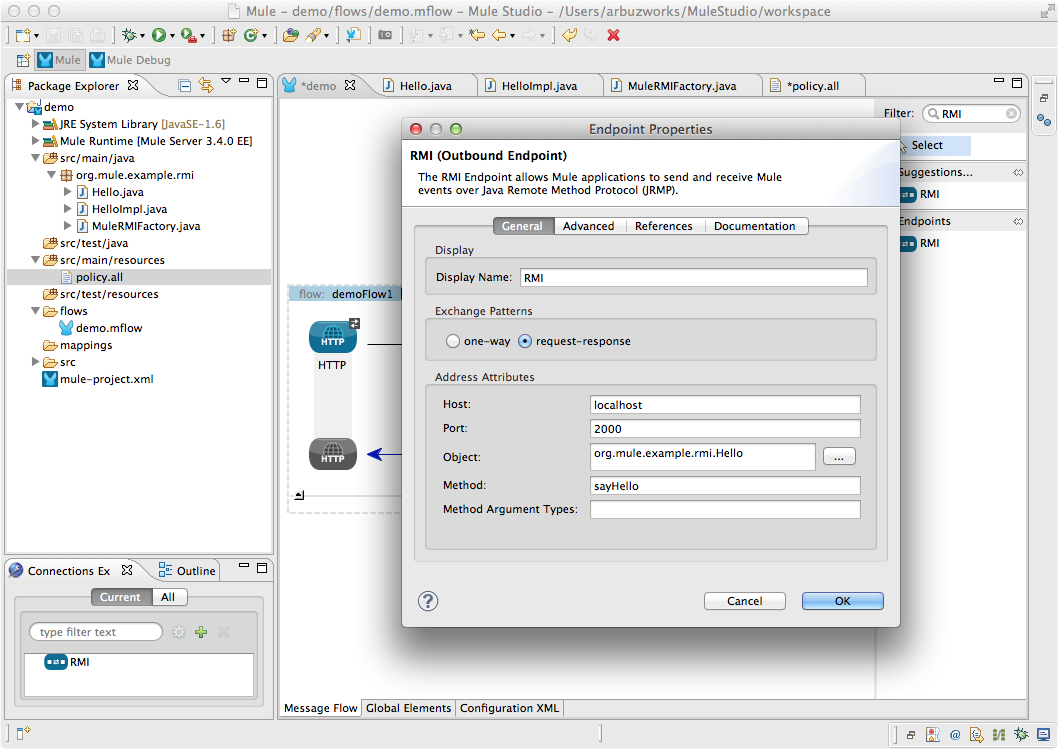 Mule – demo/flows/demo.mflow – Mule Studio – /Users/arbuzworks/MuleStudio/workspace
Mule
Mule Debug
Package Explorer
demo
JRE System Library [JavaSE-1.6]
Mule Runtime [Mule Server 3.4.0 EE]
src/main/java
org.mule.example.rmi
Hello.java
HelloImpl.java
MuleRMIFactory.java
src/test/java
src/main/resources
policy.all
src/test/resources
flows
demo.mflow
mappings
src
mule-project.xml
Connections Ex
Outline
Current
All
type filter text
RMI
*demo
Hello.java
HelloImpl.java
MuleRMIFactory.java
*policy.all
flow: demoFlow1
HTTP
HTTP
HTTP
Message Flow
Global Elements
Configuration XML
Filter:
RMI
Select
Suggestions...
RMI
Endpoints
RMI
Endpoint Properties
RMI (Outbound Endpoint)
The RMI Endpoint allows Mule applications to send and receive Mule
events over Java Remote Method Protocol (JRMP).
General
Advanced
References
Documentation
Display
Display Name: RMI
Exchange Patterns
one-way
request-response
Address Attributes
Host: localhost
Port: 2000
Object: org.mule.example.rmi.Hello
...
Method: sayHello
Method Argument Types:
?
Cancel
OK